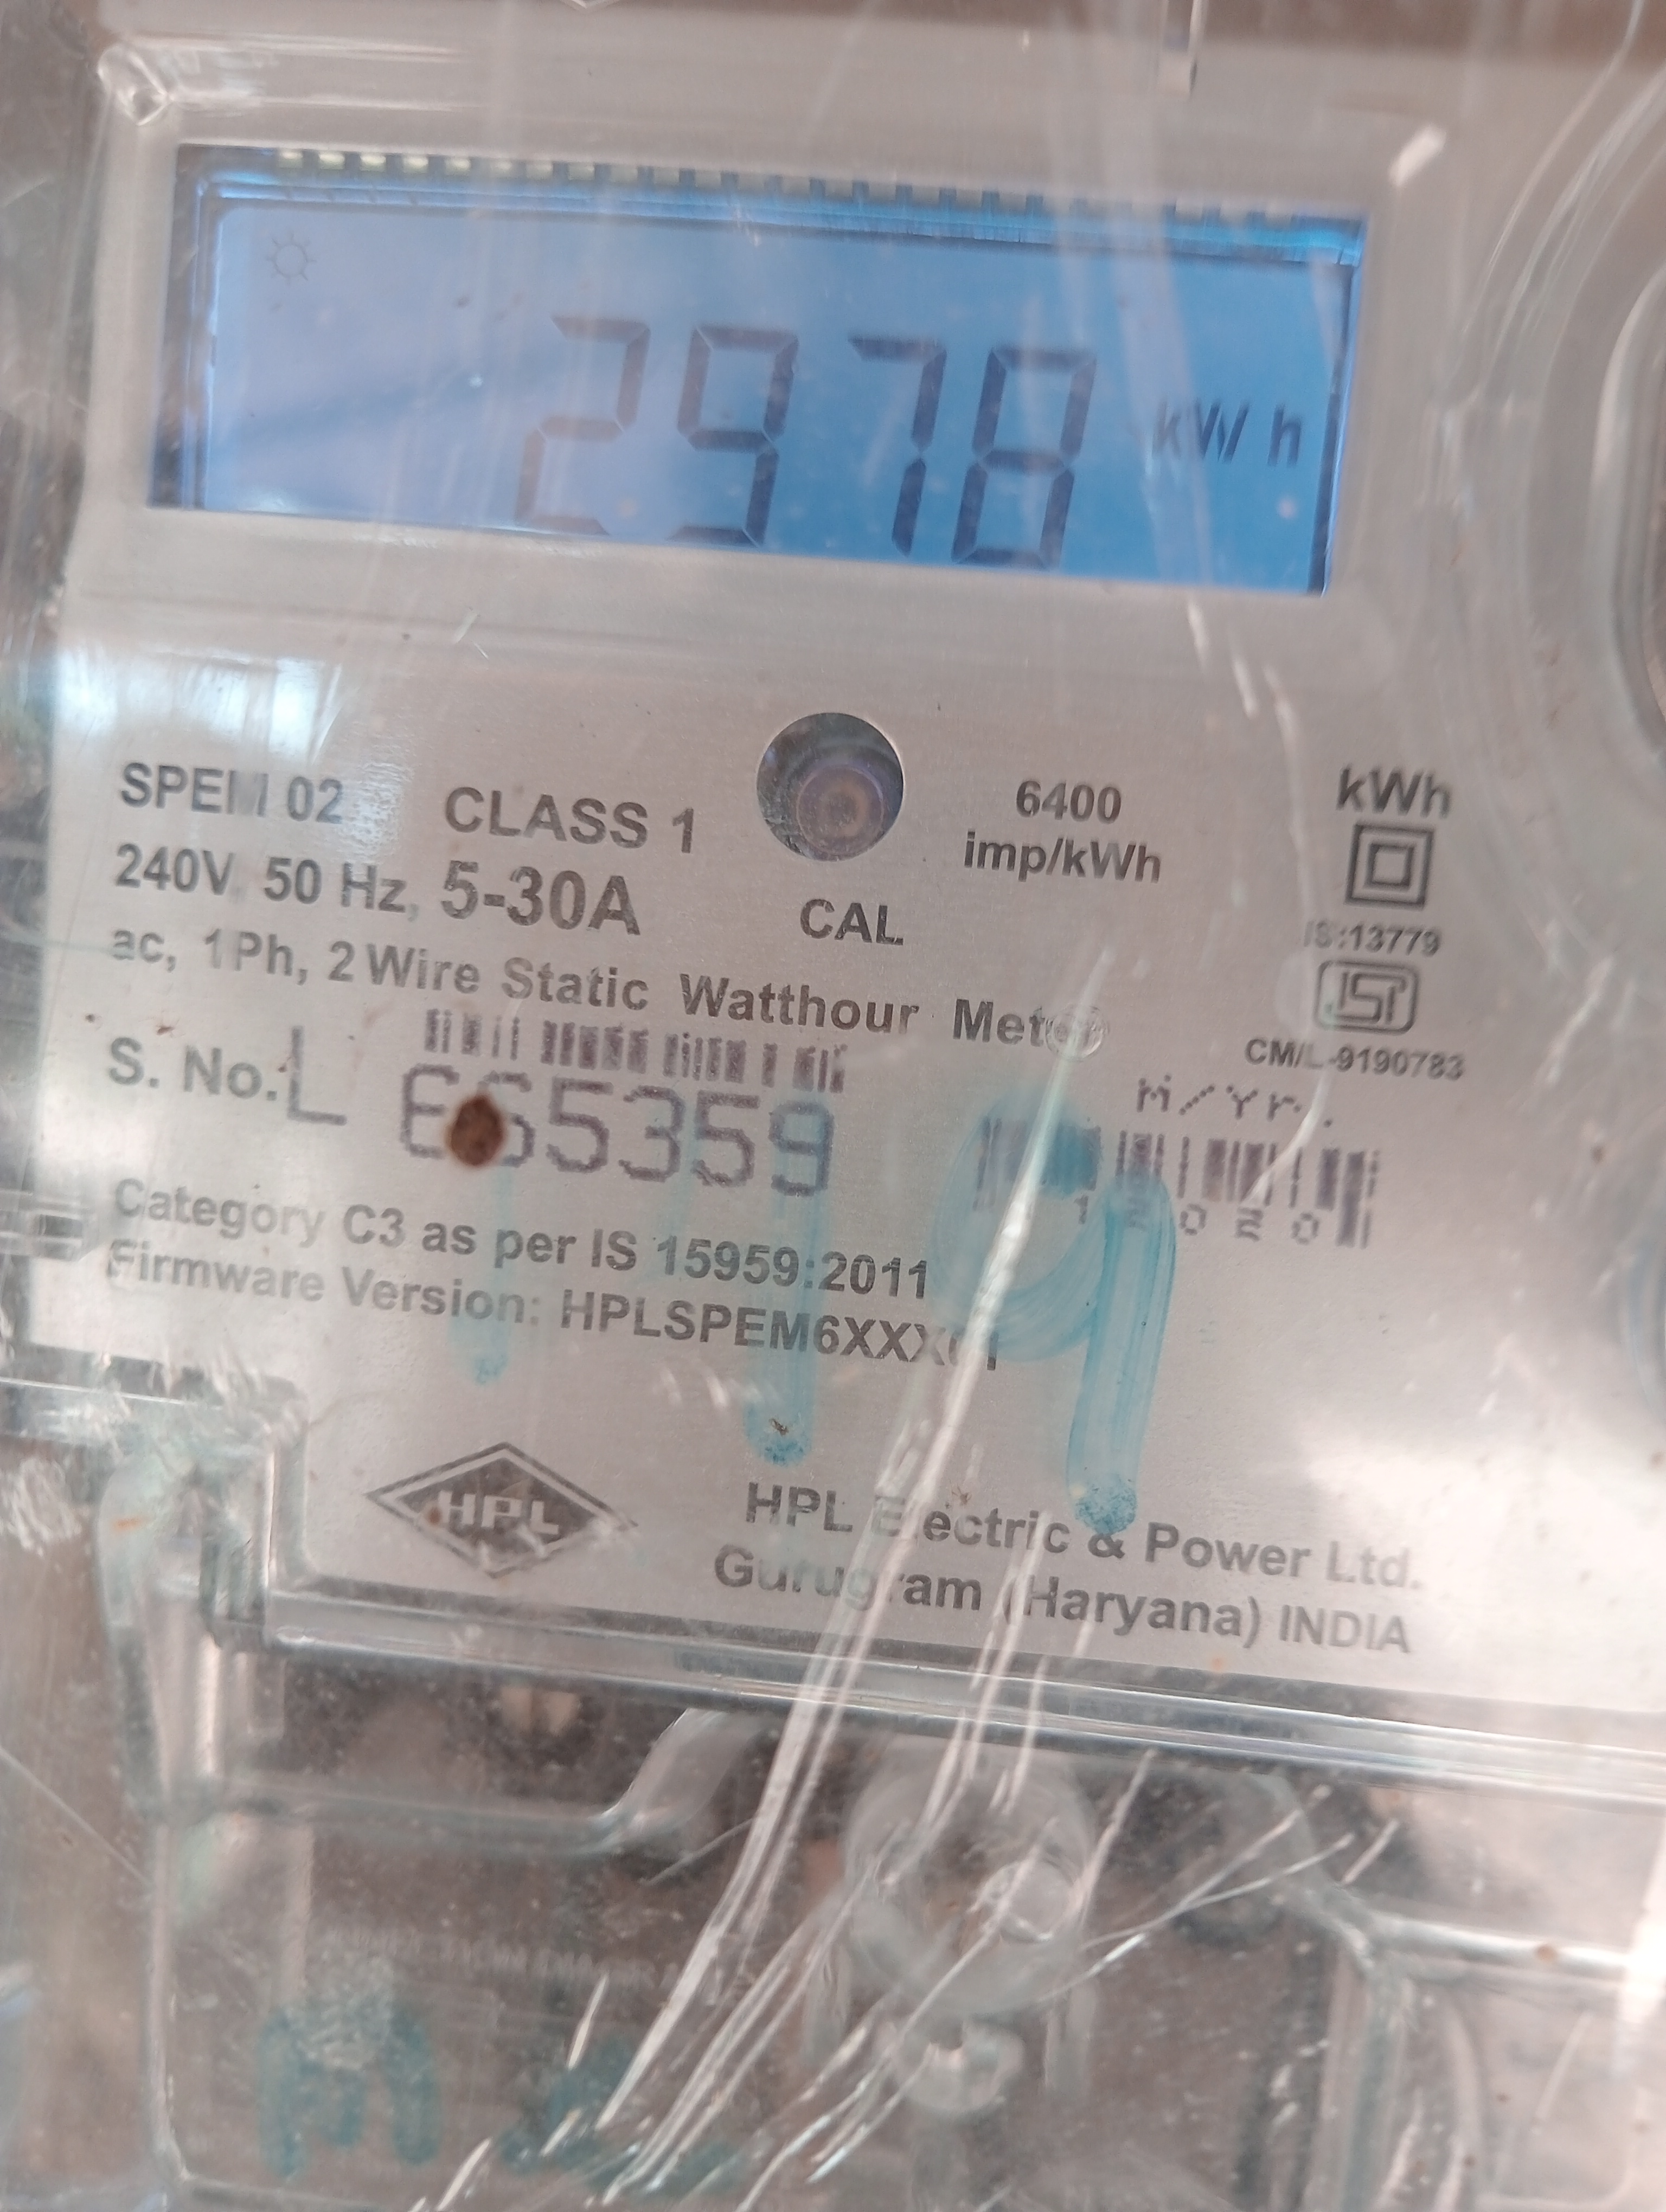 2978 kWh
SPEM 02 CLASS 1
6400 imp/kWh
kWh
240V, 50 Hz, 5-30A
CAL
IS:13779
ac, 1Ph, 2 Wire Static Watthour Meter
ISI
CM/L-9190783
S. No. L 5359
M/Yr.
Category C3 as per IS 15959:2011
Firmware Version:
HPL
HPL Electric & Power Ltd.
Gurugram (Haryana) INDIA